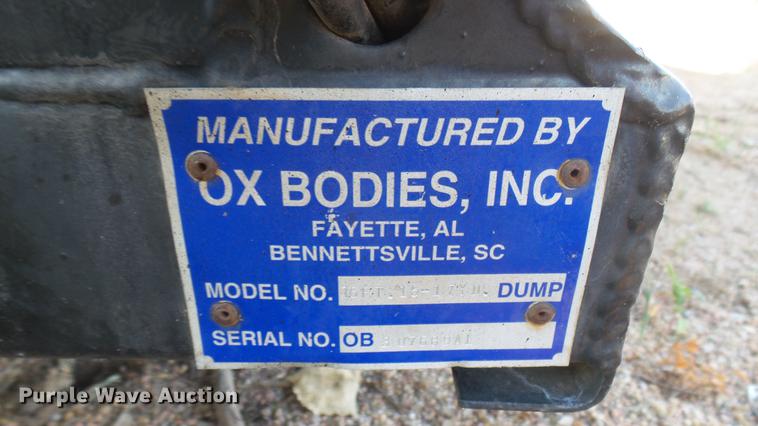 MANUFACTURED BY
OX BODIES, INC.
FAYETTE, AL
BENNETTSVILLE, SC
MODEL NO. DUMP
SERIAL NO. OB
Purple Wave Auction